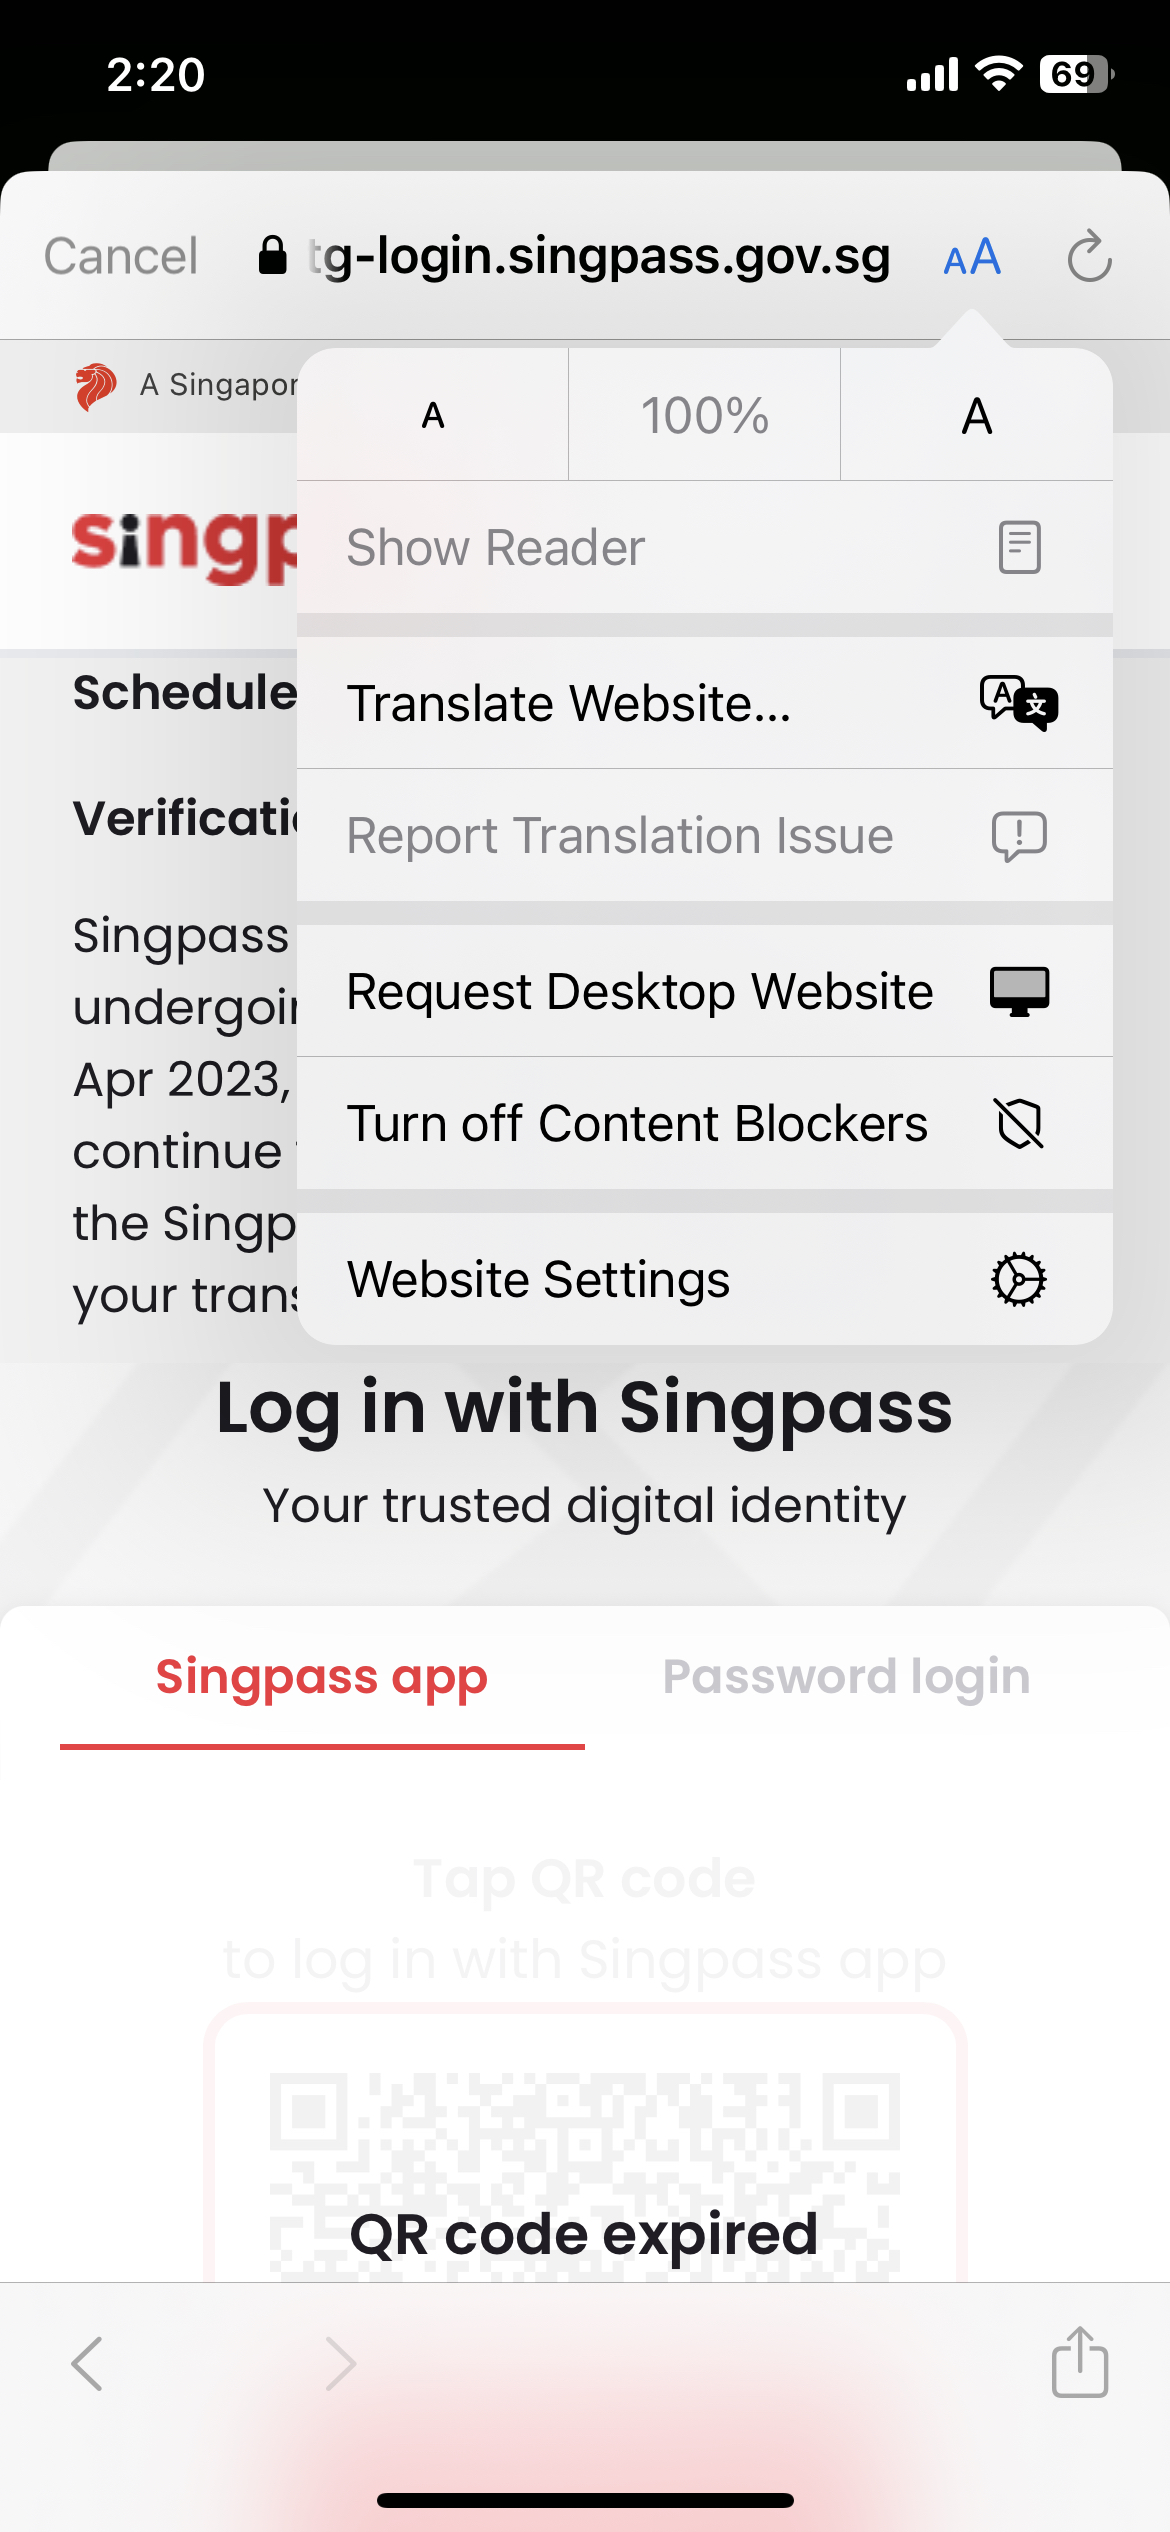 2:20
69
Cancel
tg-login.singpass.gov.sg
AA
A Singapor
A
100%
A
singp
Show Reader
Schedule
Translate Website...
A 文
Verificatio
Report Translation Issue
Singpass
undergoin
Request Desktop Website
Apr 2023,
continue
Turn off Content Blockers
the Singp
your trans
Website Settings
Log in with Singpass
Your trusted digital identity
Singpass app
Password login
Tap QR code
to log in with Singpass app
QR code expired